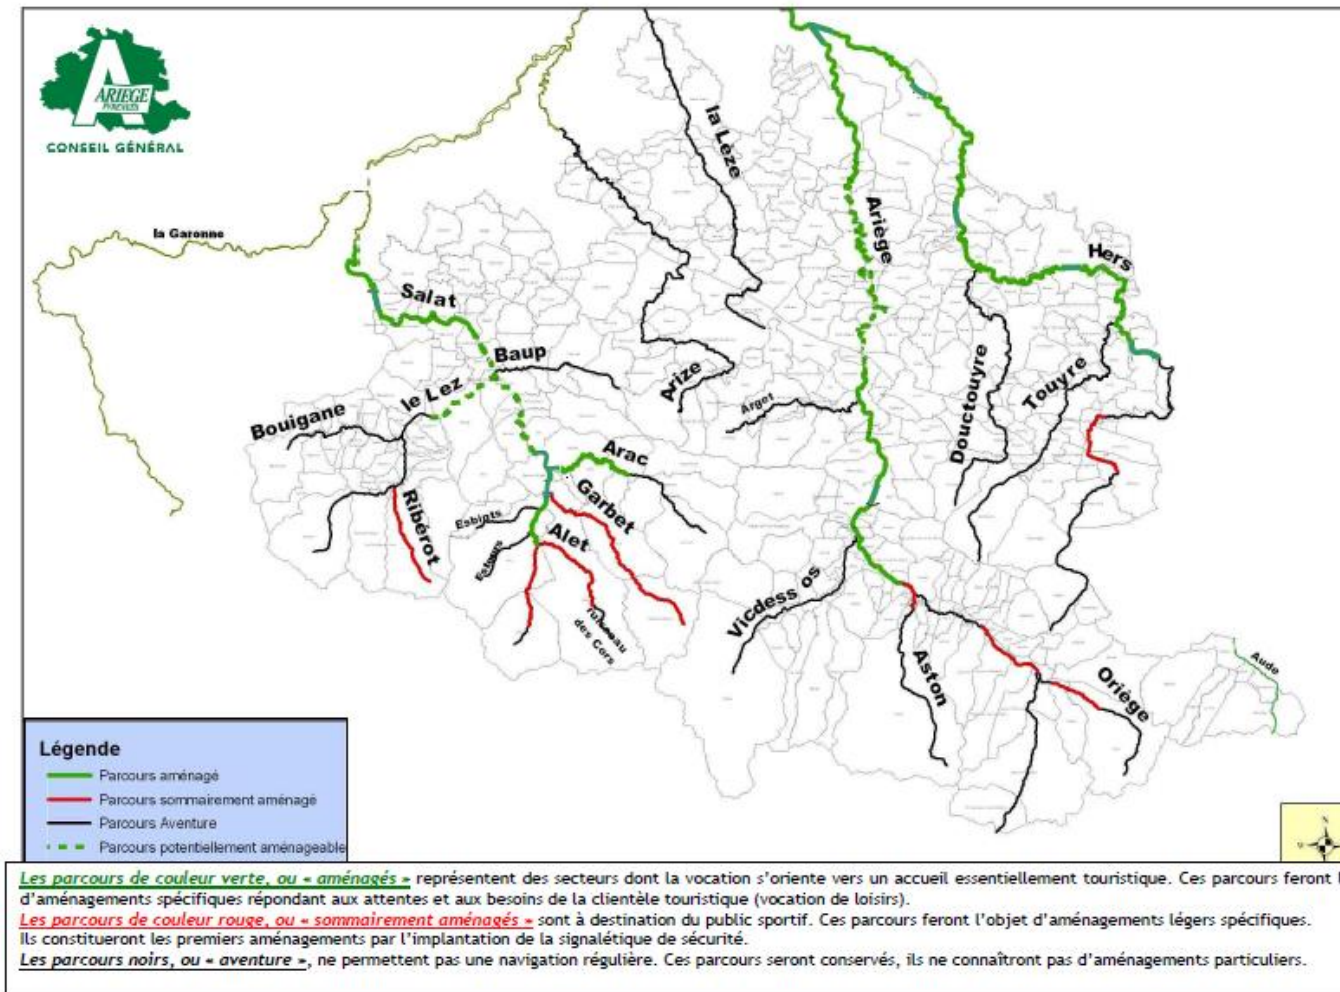 ARIEGE
PYRENEES
CONSEIL GÉNÉRAL
la Lèze
la Garonne
Ariège
Hers
Salat
Baup
le Lez
Arize
Argot
Douctouyre
Touyre
Bouigane
Arac
Ribérot
Garbet
Esbints
Alet
Estours
ruisseau
des Cors
Vicdess os
Aston
Oriège
Aude
Légende
Parcours aménagé
Parcours sommairement aménagé
Parcours Aventure
Parcours potentiellement aménageable
N
Les parcours de couleur verte, ou « aménagés » représentent des secteurs dont la vocation s'oriente vers un accueil essentiellement touristique. Ces parcours feront l
d'aménagements spécifiques répondant aux attentes et aux besoins de la clientèle touristique (vocation de loisirs).
Les parcours de couleur rouge, ou « sommairement aménagés » sont à destination du public sportif. Ces parcours feront l'objet d'aménagements légers spécifiques.
Ils constitueront les premiers aménagements par l'implantation de la signalétique de sécurité.
Les parcours noirs, ou « aventure », ne permettent pas une navigation régulière. Ces parcours seront conservés, ils ne connaîtront pas d'aménagements particuliers.